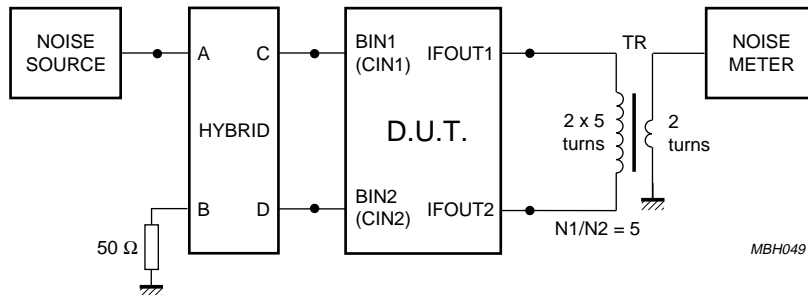 NOISE
SOURCE
A
C
B
D
HYBRID
50 Ω
BIN1
(CIN1)
IFOUT1
D.U.T.
BIN2
(CIN2)
IFOUT2
TR
2 x 5
turns
2
turns
N1/N2 = 5
NOISE
METER
MBH049